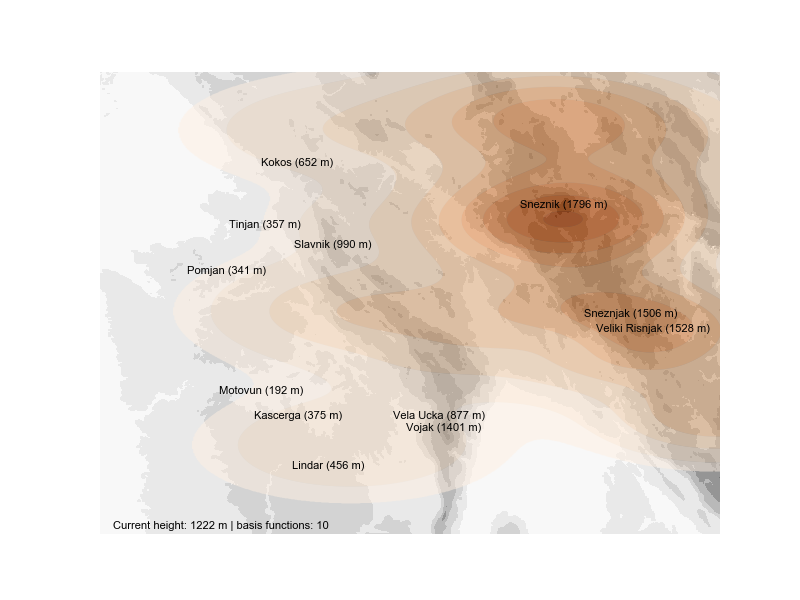 Kokos (652 m)
Sneznik (1796 m)
Tinjan (357 m)
Slavnik (990 m)
Pomjan (341 m)
Sneznjak (1506 m)
Veliki Risnjak (1528 m)
Motovun (192 m)
Kascerga (375 m)
Vela Ucka (877 m)
Vojak (1401 m)
Lindar (456 m)
Current height: 1222 m | basis functions: 10